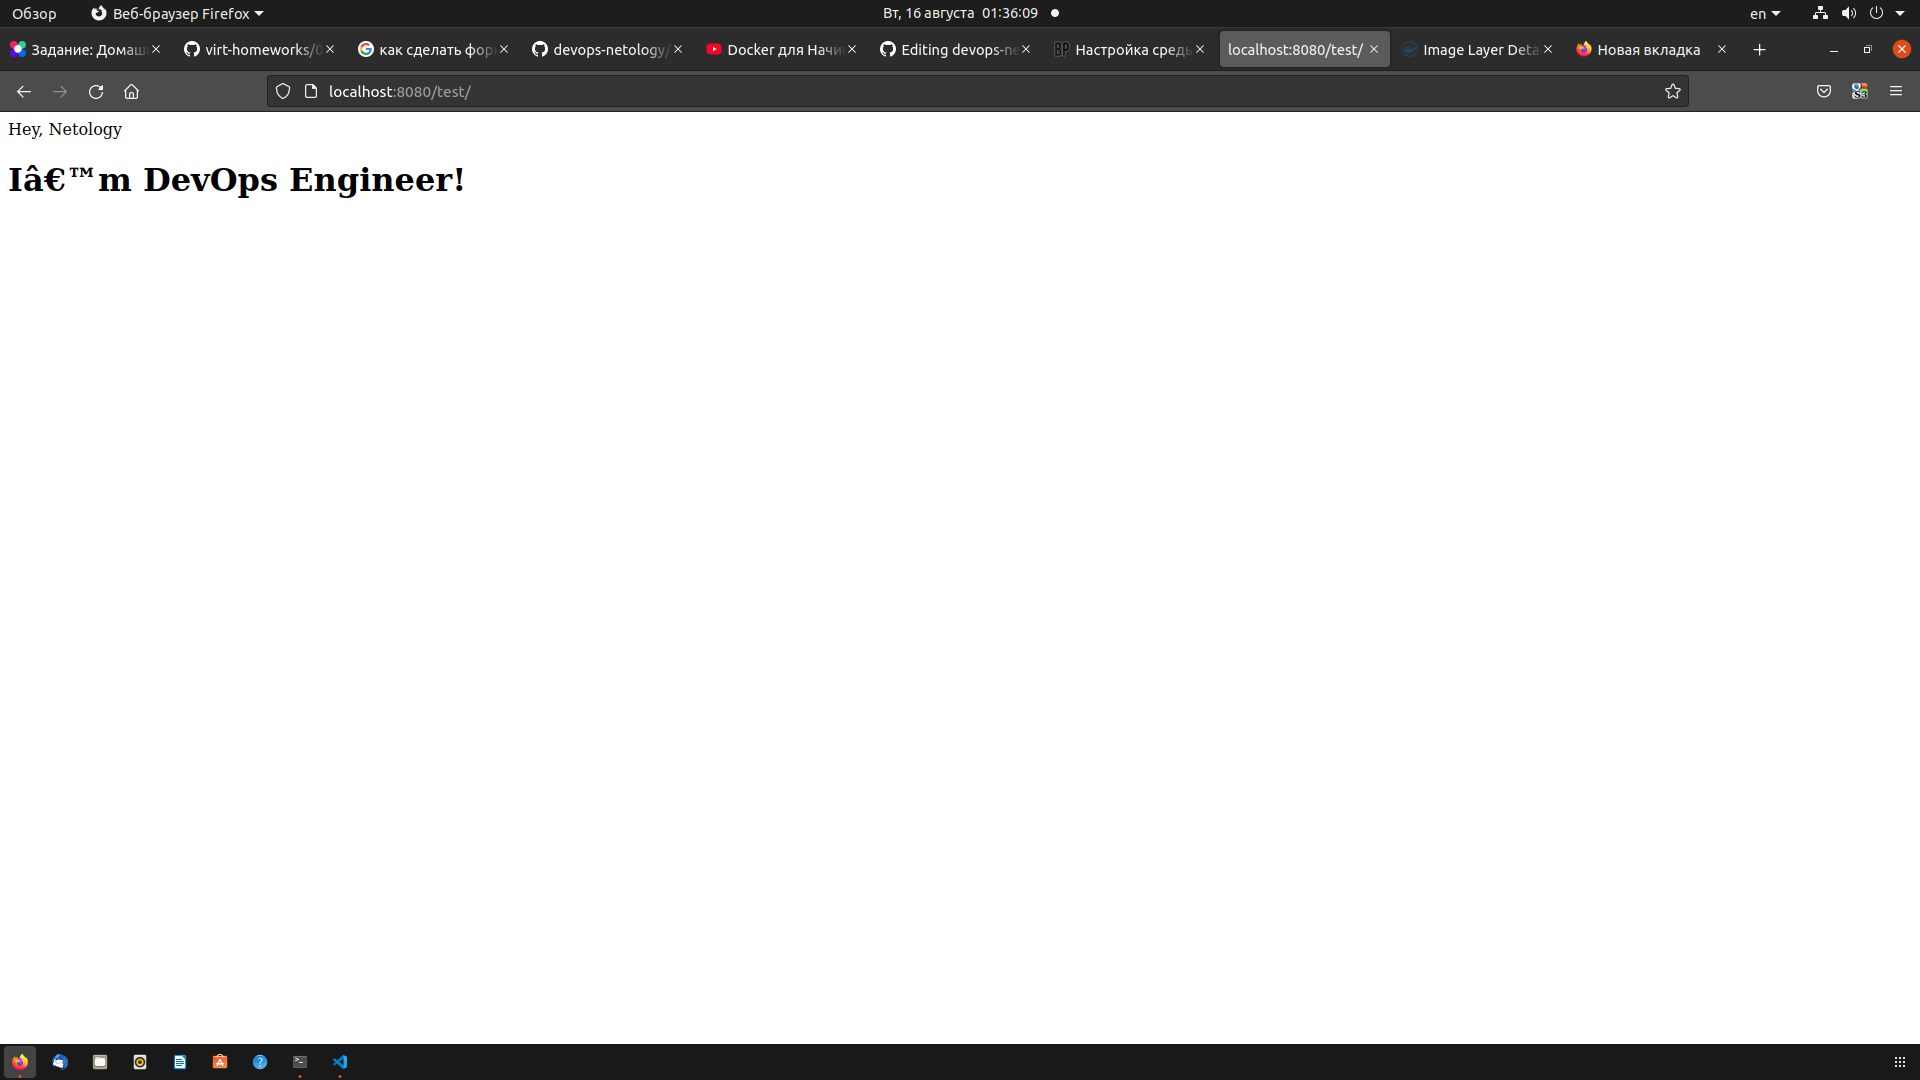 Обзор
Веб-браузер Firefox
Вт, 16 августа 01:36:09
en
Задание: Домаш
virt-homeworks/0
как сделать фор
devops-netology/
Docker для Начи
Editing devops-ne
Настройка средь
localhost:8080/test/
Image Layer Deta
Новая вкладка
localhost:8080/test/
Hey, Netology
Iâ€™m DevOps Engineer!